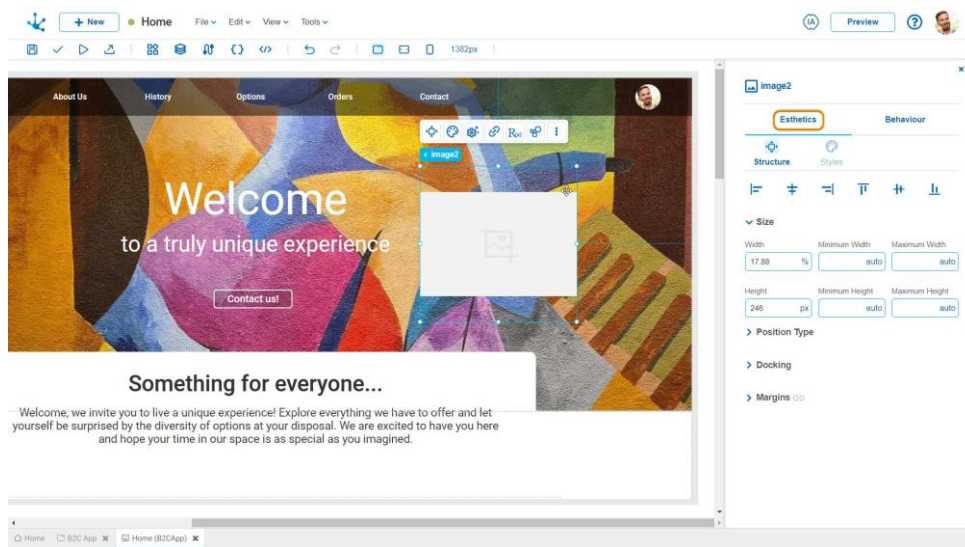 + New
Home
File
Edit
View
Tools
IA
Preview
?
1382px
About Us
History
Options
Orders
Contact
image2
Welcome
to a truly unique experience
Contact us!
Something for everyone...
Welcome, we invite you to live a unique experience! Explore everything we have to offer and let
yourself be surprised by the diversity of options at your disposal. We are excited to have you here
and hope your time in our space is as special as you imagined.
image2
Esthetics
Behaviour
Structure
Styles
Size
Width
Minimum Width
Maximum Width
17.88 %
auto
auto
Height
Minimum Height
Maximum Height
246 px
auto
auto
Position Type
Docking
Margins
Home
B2C App
Home (B2CApp)